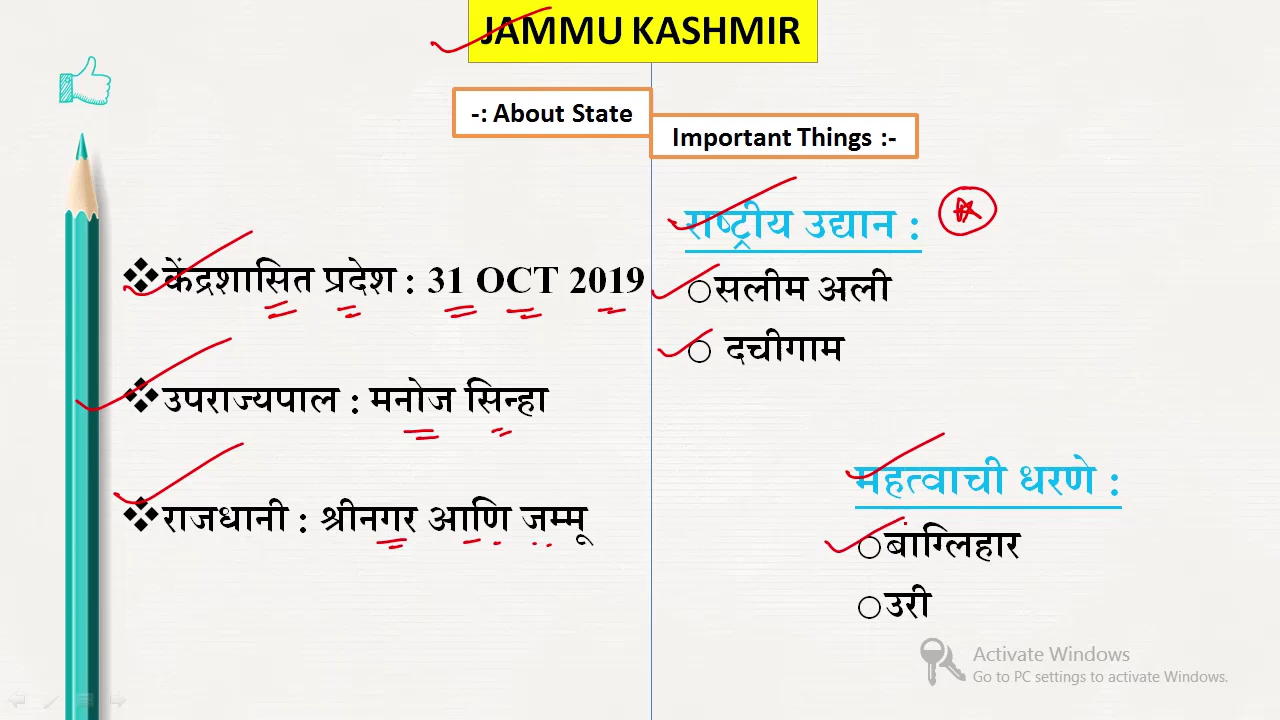 JAMMU KASHMIR
-: About State
Important Things :-
❖केंद्रशासित प्रदेश : 31 OCT 2019
❖उपराज्यपाल : मनोज सिन्हा
❖राजधानी : श्रीनगर आणि जम्मू
राष्ट्रीय उद्यान :
○सलीम अली
○ दचीगाम
महत्वाची धरणे :
○बांग्लिहार
○उरी
Activate Windows
Go to PC settings to activate Windows.